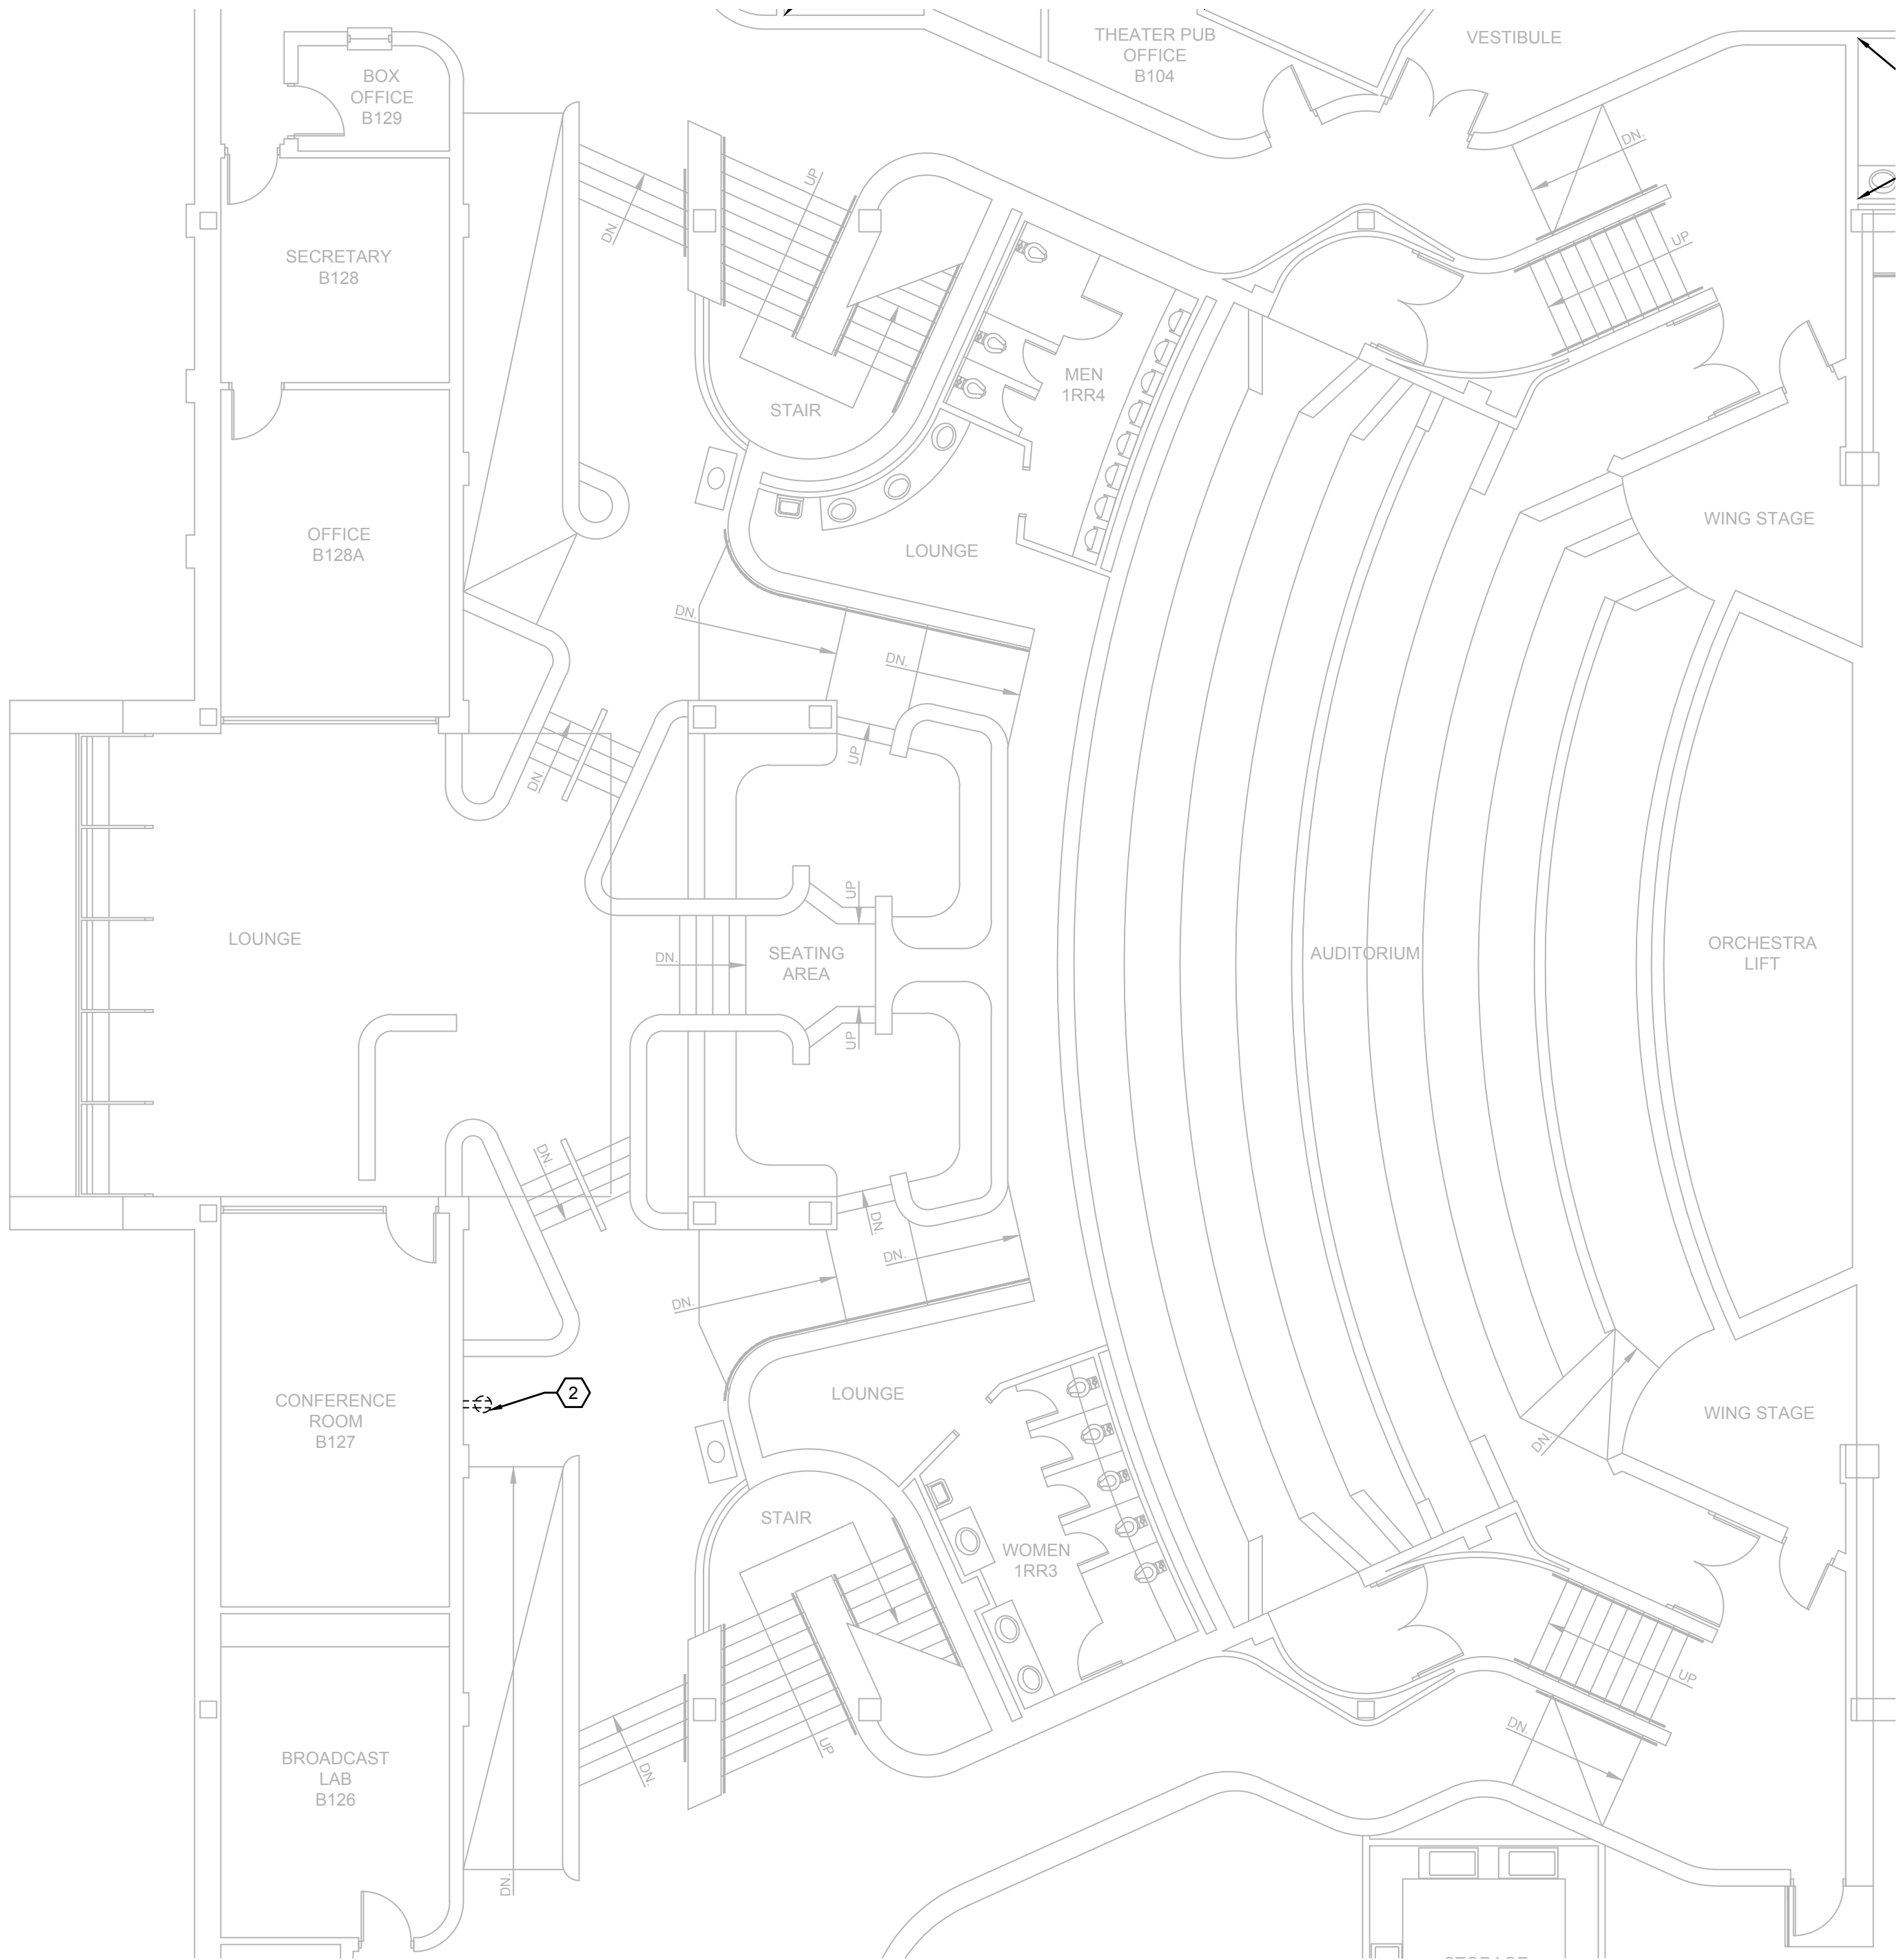 THEATER PUB
OFFICE
B104
VESTIBULE
BOX
OFFICE
B129
DN.
UP
DN.
UP
SECRETARY
B128
MEN
1RR4
STAIR
OFFICE
B128A
LOUNGE
WING STAGE
DN.
DN.
UP
DN.
UP
LOUNGE
DN.
SEATING
AREA
AUDITORIUM
ORCHESTRA
LIFT
UP
DN.
DN.
DN.
DN.
CONFERENCE
ROOM
B127
2
LOUNGE
WING STAGE
DN.
STAIR
WOMEN
1RR3
UP
DN.
UP
DN.
BROADCAST
LAB
B126
DN.